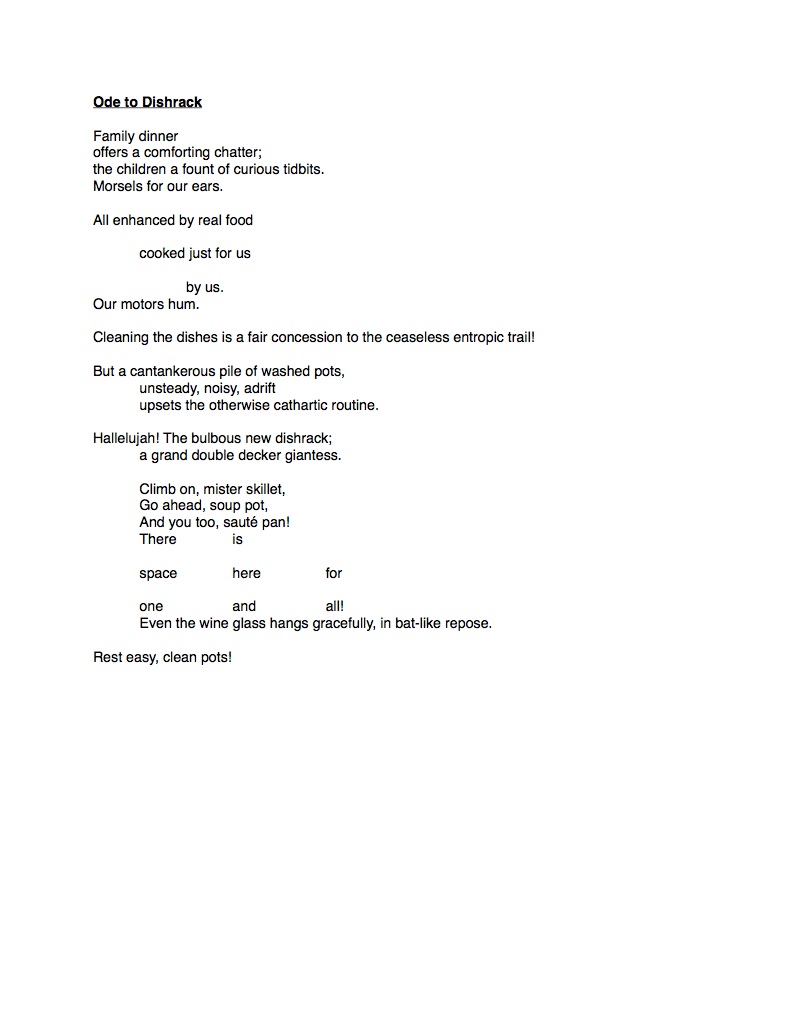 Ode to Dishrack
Family dinner
offers a comforting chatter;
the children a fount of curious tidbits.
Morsels for our ears.
All enhanced by real food
cooked just for us
by us.
Our motors hum.
Cleaning the dishes is a fair concession to the ceaseless entropic trail!
But a cantankerous pile of washed pots,
unsteady, noisy, adrift
upsets the otherwise cathartic routine.
Hallelujah! The bulbous new dishrack;
a grand double decker giantess.
Climb on, mister skillet,
Go ahead, soup pot,
And you too, sauté pan!
There is
space here for
one and all!
Even the wine glass hangs gracefully, in bat-like repose.
Rest easy, clean pots!